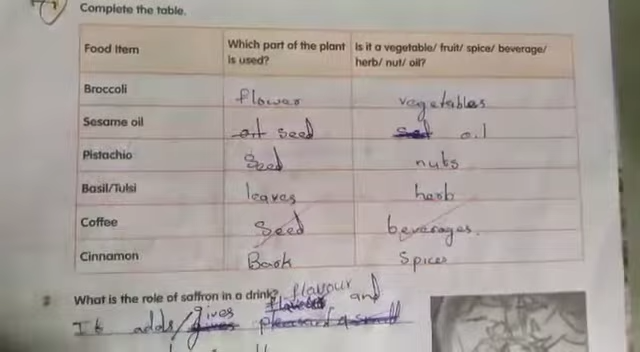 Complete the table.
Food Item Which part of the plant is used? Is it a vegetable/ fruit/ spice/ beverage/ herb/ nut/ oil?
Broccoli flower vegetables
Sesame oil oil seed oil
Pistachio Seed nuts
Basil/Tulsi leaves herb
Coffee Seed beverages.
Cinnamon Bark Spices
2 What is the role of saffron in a drink?
It adds/gives flavour and